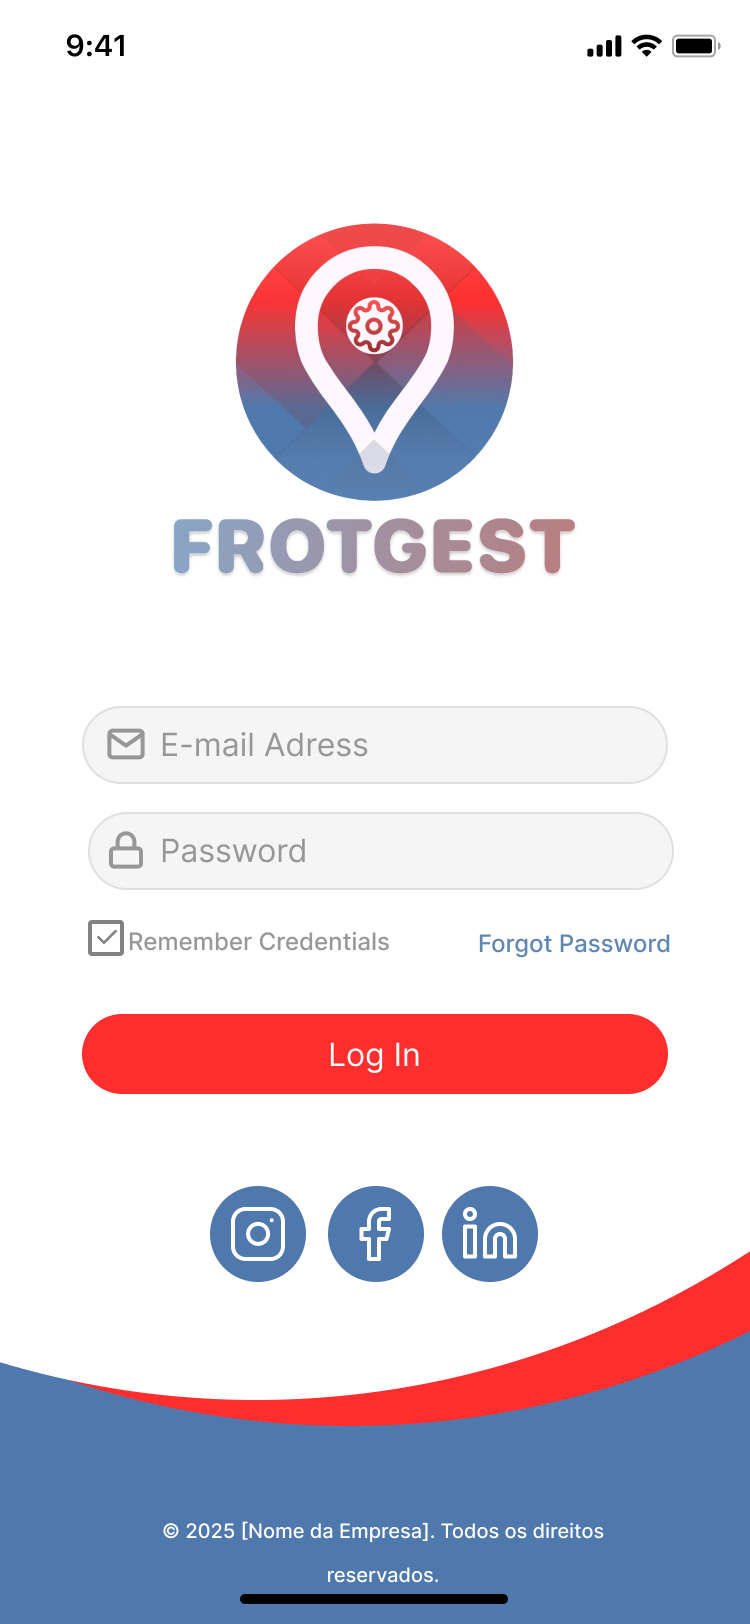 9:41
FROTGEST
E-mail Adress
Password
Remember Credentials
Forgot Password
Log In
© 2025 [Nome da Empresa]. Todos os direitos
reservados.